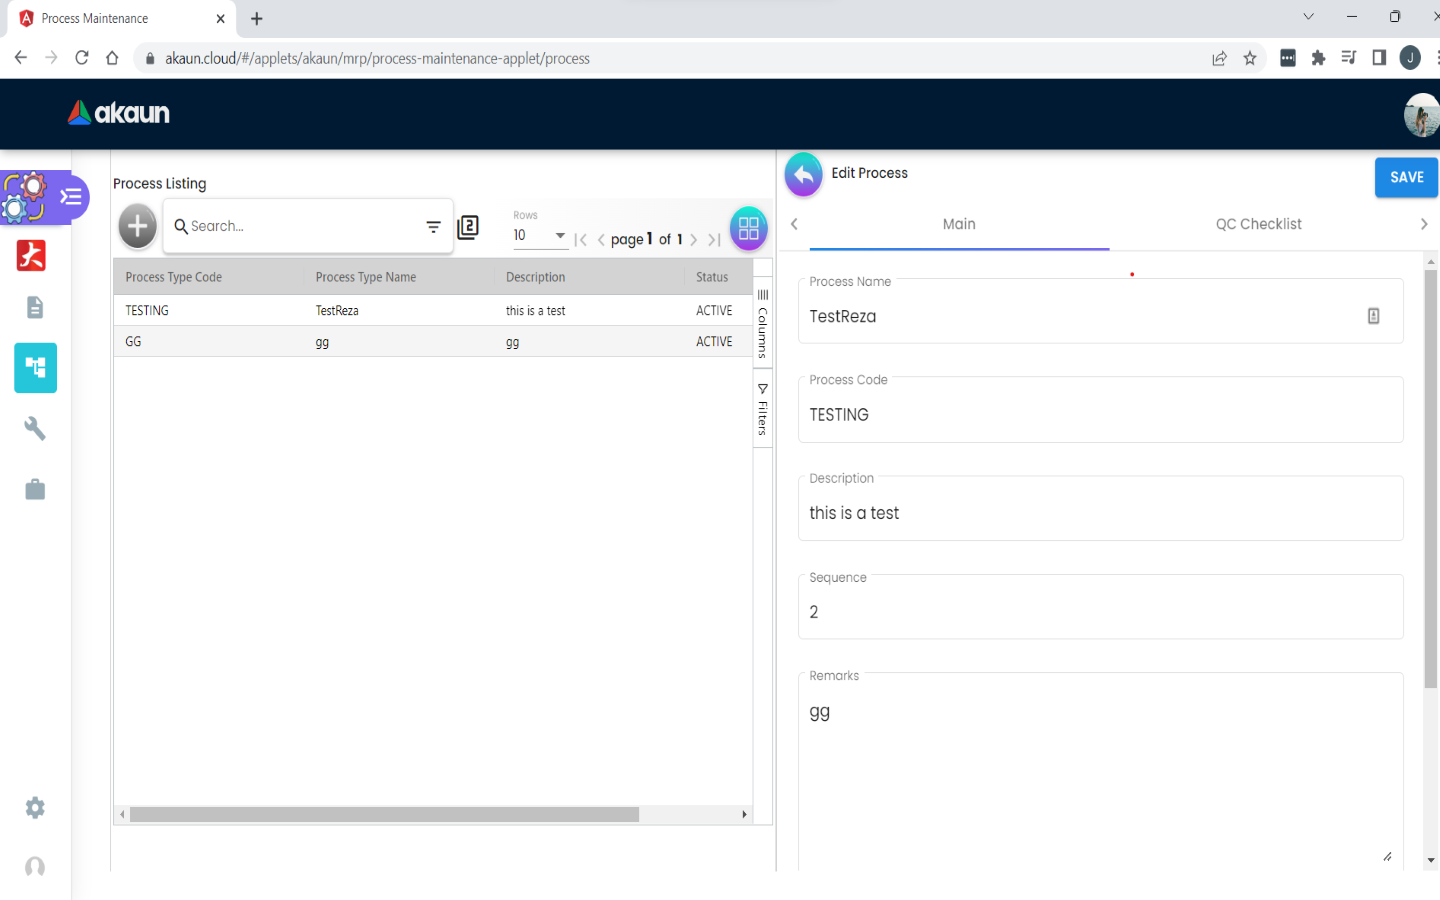 Process Maintenance
akaun.cloud/#/applets/akaun/mrp/process-maintenance-applet/process
J
akaun
Process Listing
Search...
2
Rows
10
page 1 of 1
Process Type Code Process Type Name Description Status
TESTING TestReza this is a test ACTIVE
GG gg gg ACTIVE
Columns
Filters
Edit Process
SAVE
Main QC Checklist
Process Name
TestReza
Process Code
TESTING
Description
this is a test
Sequence
2
Remarks
gg